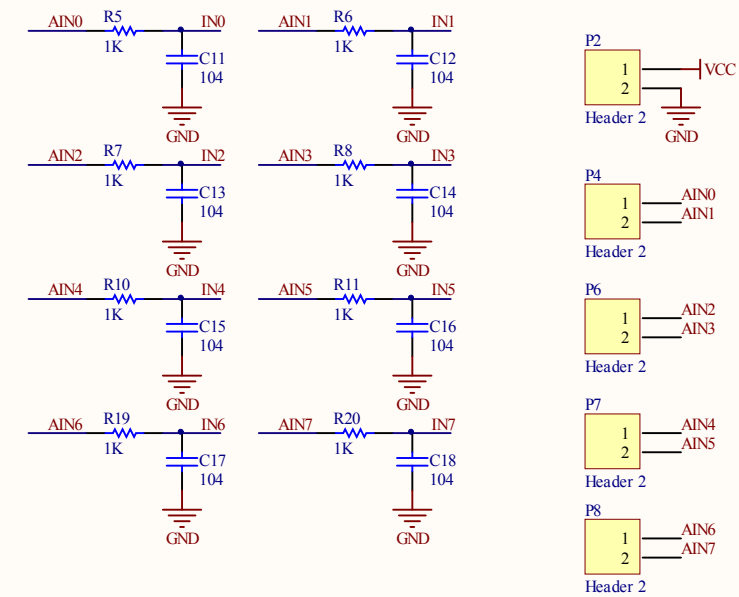 AIN0 R5 IN0 AIN1 R6 IN1
1K C11 1K C12 P2
104 104 1 VCC
2
GND GND Header 2 GND
AIN2 R7 IN2 AIN3 R8 IN3
1K C13 1K C14 P4
104 104 1 AIN0
2 AIN1
GND GND Header 2
AIN4 R10 IN4 AIN5 R11 IN5 P6
1K C15 1K C16 1 AIN2
104 104 2 AIN3
Header 2
GND GND P7
AIN6 R19 IN6 AIN7 R20 IN7 1 AIN4
1K C17 1K C18 2 AIN5
104 104 Header 2
P8
GND GND 1 AIN6
2 AIN7
Header 2